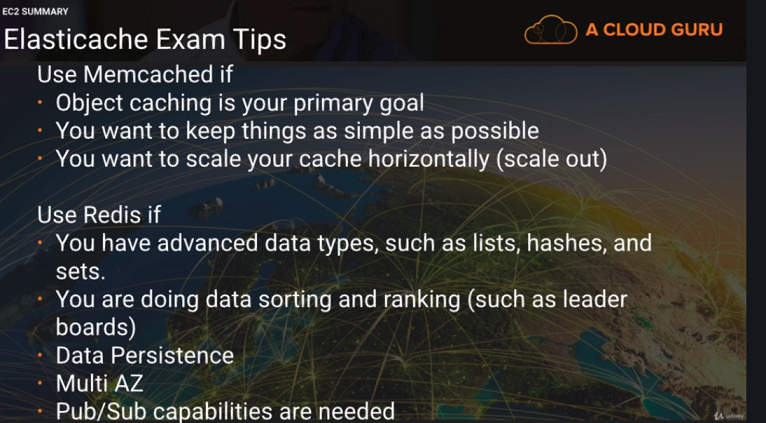 EC2 SUMMARY
Elasticache Exam Tips
A CLOUD GURU
Use Memcached if
· Object caching is your primary goal
· You want to keep things as simple as possible
· You want to scale your cache horizontally (scale out)
Use Redis if
· You have advanced data types, such as lists, hashes, and
sets.
· You are doing data sorting and ranking (such as leader
boards)
· Data Persistence
· Multi AZ
· Pub/Sub capabilities are needed
udemy